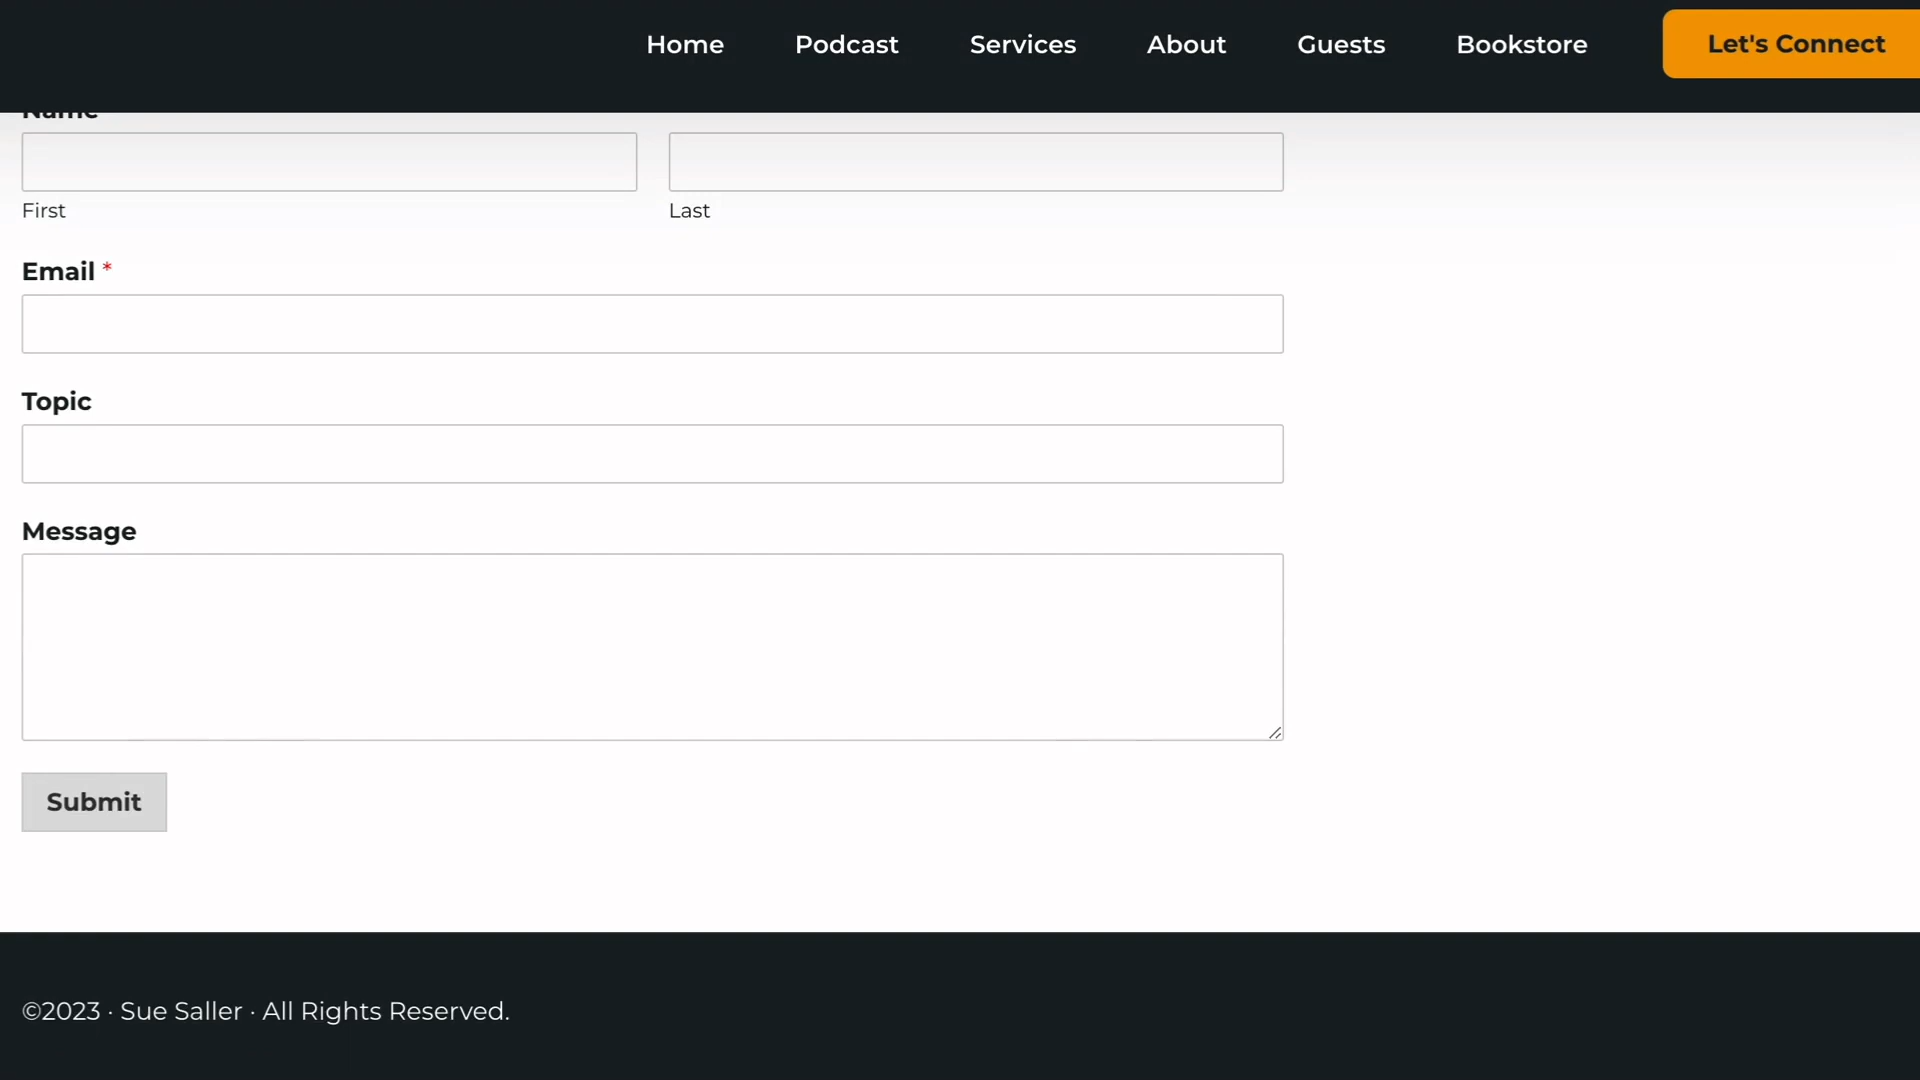 Home Podcast Services About Guests Bookstore Let's Connect
Name
First Last
Email *
Topic
Message
Submit
©2023 · Sue Saller · All Rights Reserved.